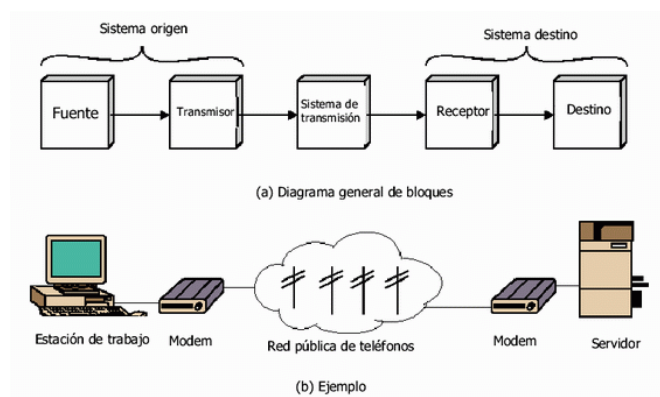 Sistema origen
Sistema destino
Fuente
Transmisor
Sistema de
transmisión
Receptor
Destino
(a) Diagrama general de bloques
Estación de trabajo
Modem
Red pública de teléfonos
Modem
Servidor
(b) Ejemplo